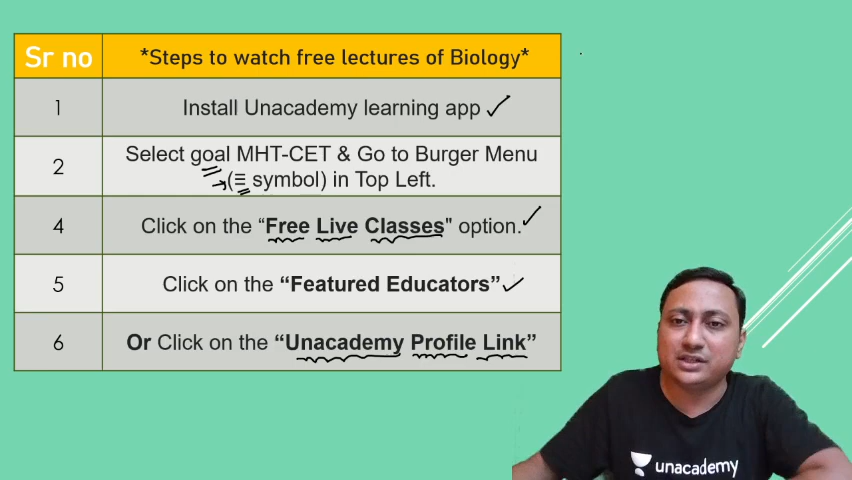 Sr no *Steps to watch free lectures of Biology*
1 Install Unacademy learning app
2 Select goal MHT-CET & Go to Burger Menu
(☰ symbol) in Top Left.
4 Click on the “Free Live Classes" option.
5 Click on the “Featured Educators”
6 Or Click on the “Unacademy Profile Link”
unacademy